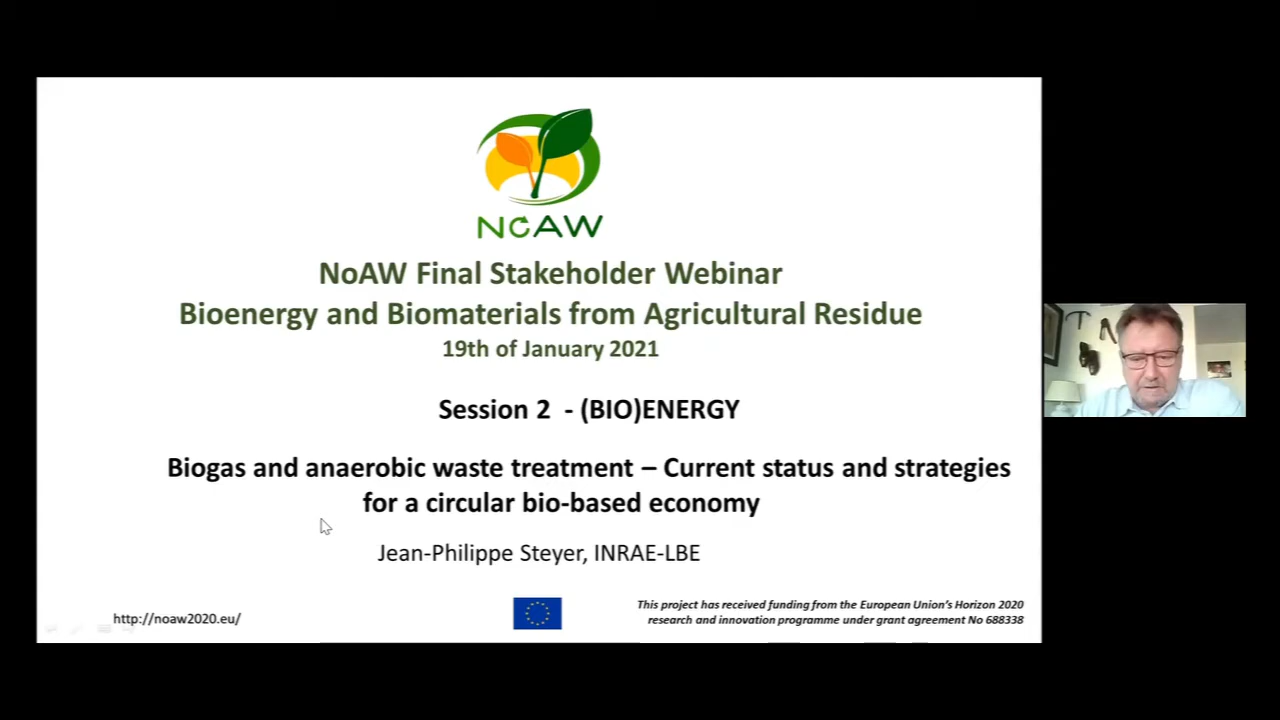 NoAW
NoAW Final Stakeholder Webinar
Bioenergy and Biomaterials from Agricultural Residue
19th of January 2021
Session 2 - (BIO)ENERGY
Biogas and anaerobic waste treatment – Current status and strategies
for a circular bio-based economy
Jean-Philippe Steyer, INRAE-LBE
http://noaw2020.eu/
This project has received funding from the European Union's Horizon 2020
research and innovation programme under grant agreement No 688338